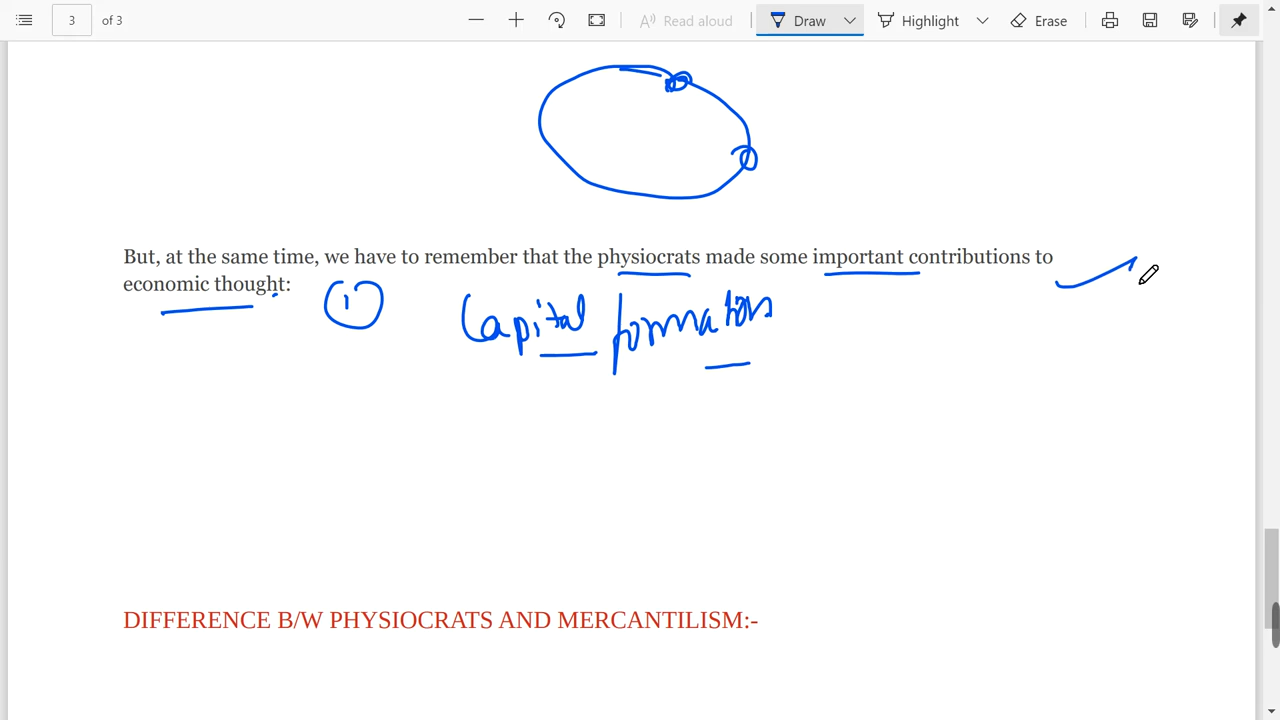 3 of 3 Read aloud Draw Highlight Erase
But, at the same time, we have to remember that the physiocrats made some important contributions to
economic thought:
1 Capital formation
DIFFERENCE B/W PHYSIOCRATS AND MERCANTILISM:-